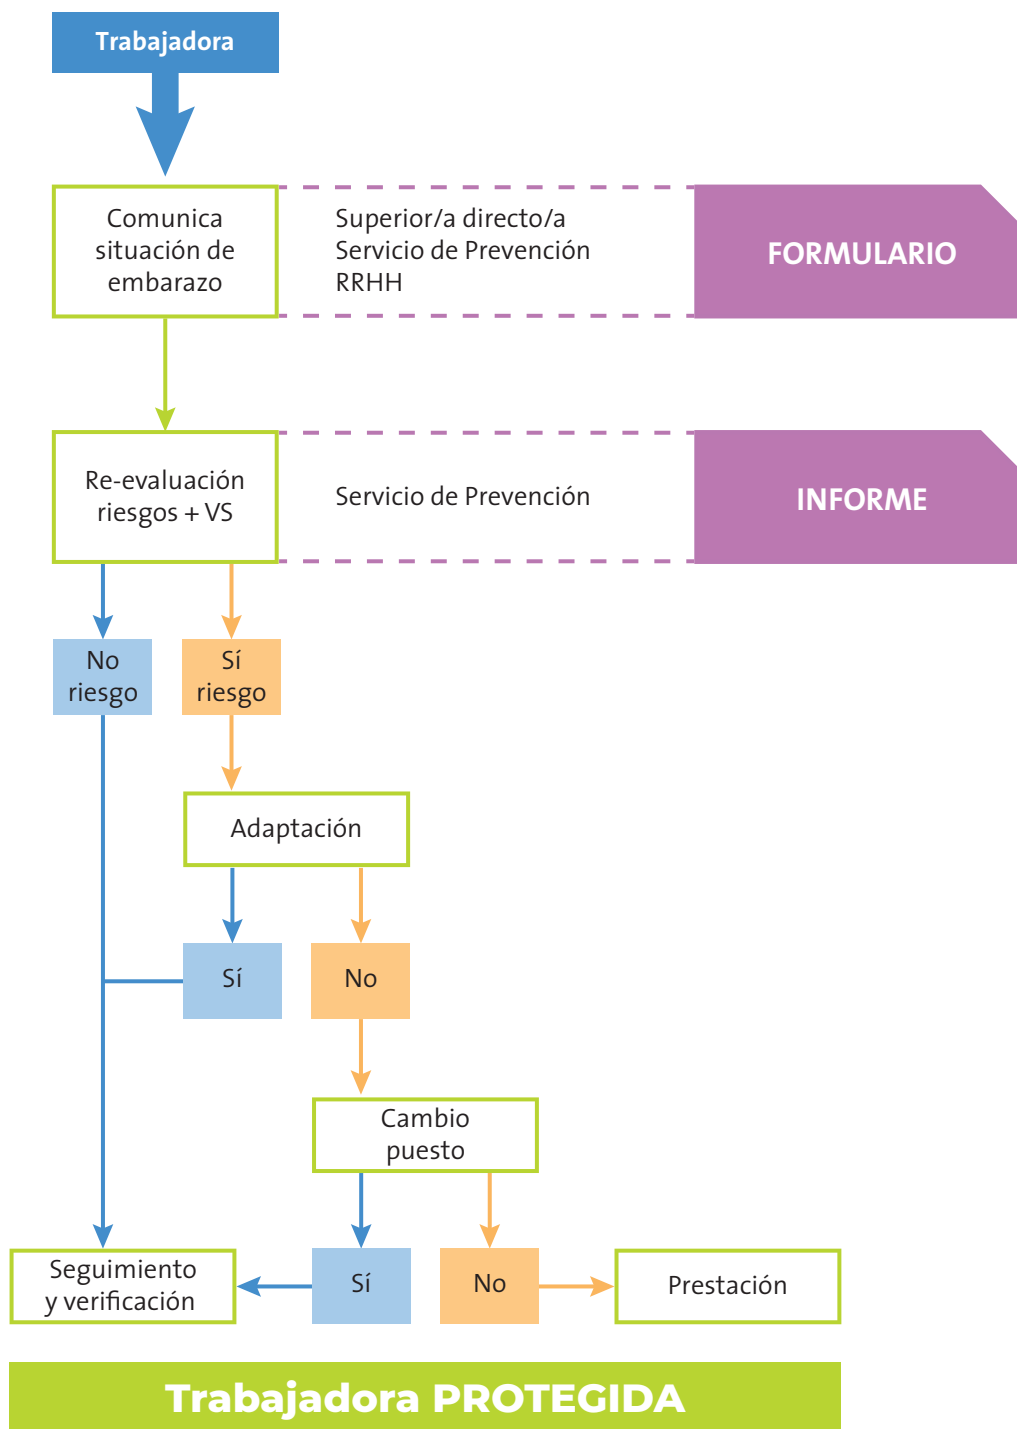 Trabajadora
Comunica
situación de
embarazo
Superior/a directo/a
Servicio de Prevención
RRHH
FORMULARIO
Re-evaluación
riesgos + VS
Servicio de Prevención
INFORME
No
riesgo
Sí
riesgo
Adaptación
Sí
No
Cambio
puesto
Seguimiento
y verificación
Sí
No
Prestación
Trabajadora PROTEGIDA